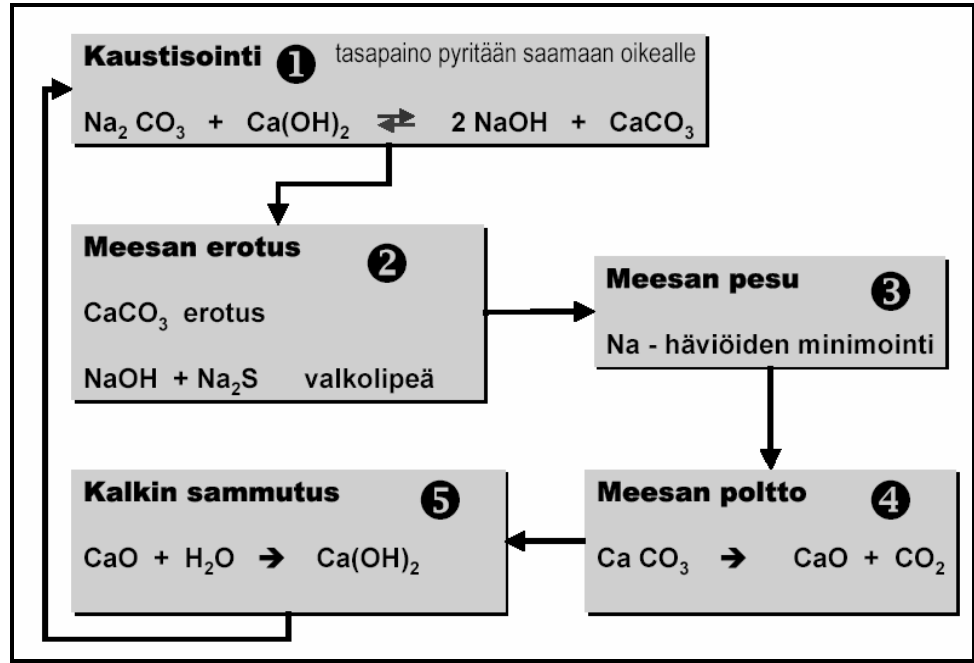 Kaustisointi ❶ tasapaino pyritään saamaan oikealle
Na₂ CO₃ + Ca(OH)₂ ⇄ 2 NaOH + CaCO₃
Meesan erotus ❷
CaCO₃ erotus
NaOH + Na₂S valkolipeä
Meesan pesu ❸
Na - häviöiden minimointi
Meesan poltto ❹
Ca CO₃ ➔ CaO + CO₂
Kalkin sammutus ❺
CaO + H₂O ➔ Ca(OH)₂